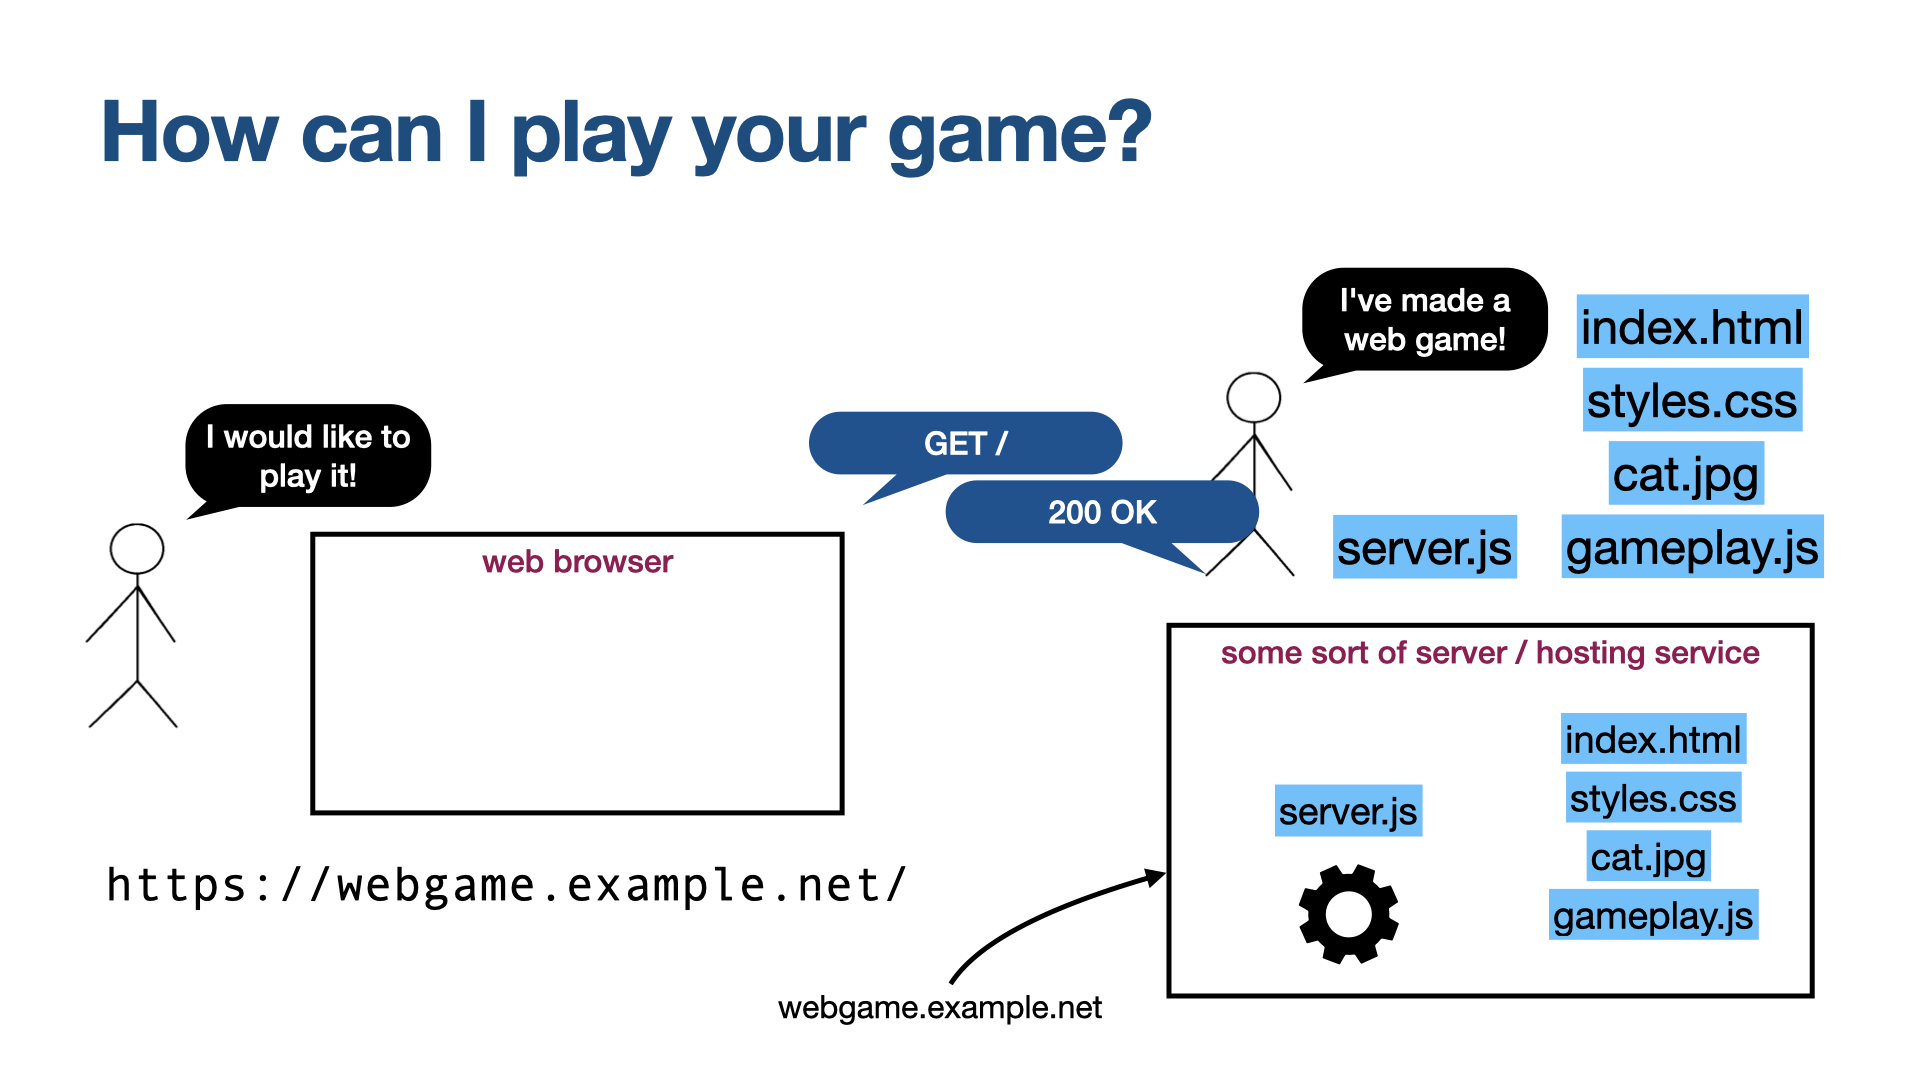 How can I play your game?
I've made a
web game!
index.html
styles.css
cat.jpg
gameplay.js
server.js
I would like to
play it!
GET /
200 OK
web browser
https://webgame.example.net/
some sort of server / hosting service
server.js
index.html
styles.css
cat.jpg
gameplay.js
webgame.example.net